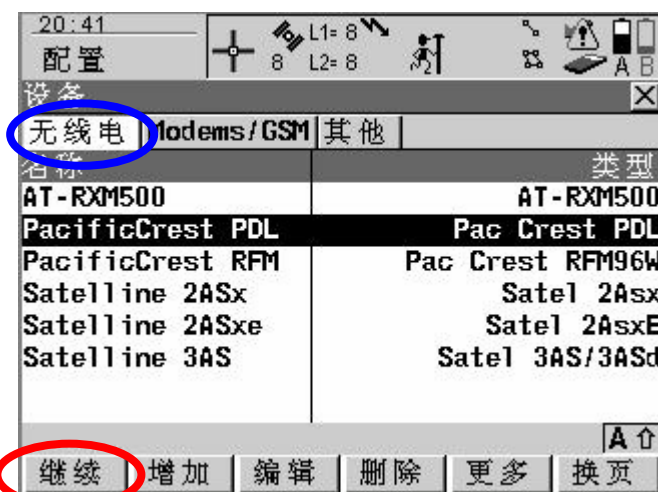 20:41
配置
8
L1= 8
L2= 8
A B
设备
无线电 Modems/GSM 其他
名称 类型
AT-RXM500 AT-RXM500
PacificCrest PDL Pac Crest PDL
PacificCrest RFM Pac Crest RFM96W
Satelline 2ASx Satel 2Asx
Satelline 2ASxe Satel 2AsxE
Satelline 3AS Satel 3AS/3ASd
A
继续 增加 编辑 删除 更多 换页